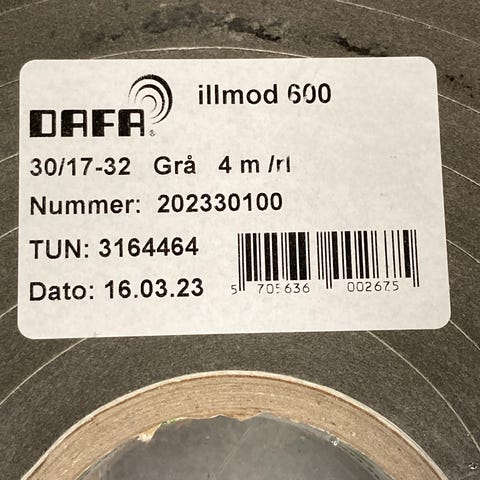 DAFA® illmod 600
30/17-32 Grå 4 m /rl
Nummer: 202330100
TUN: 3164464
Dato: 16.03.23
5 705636 002675